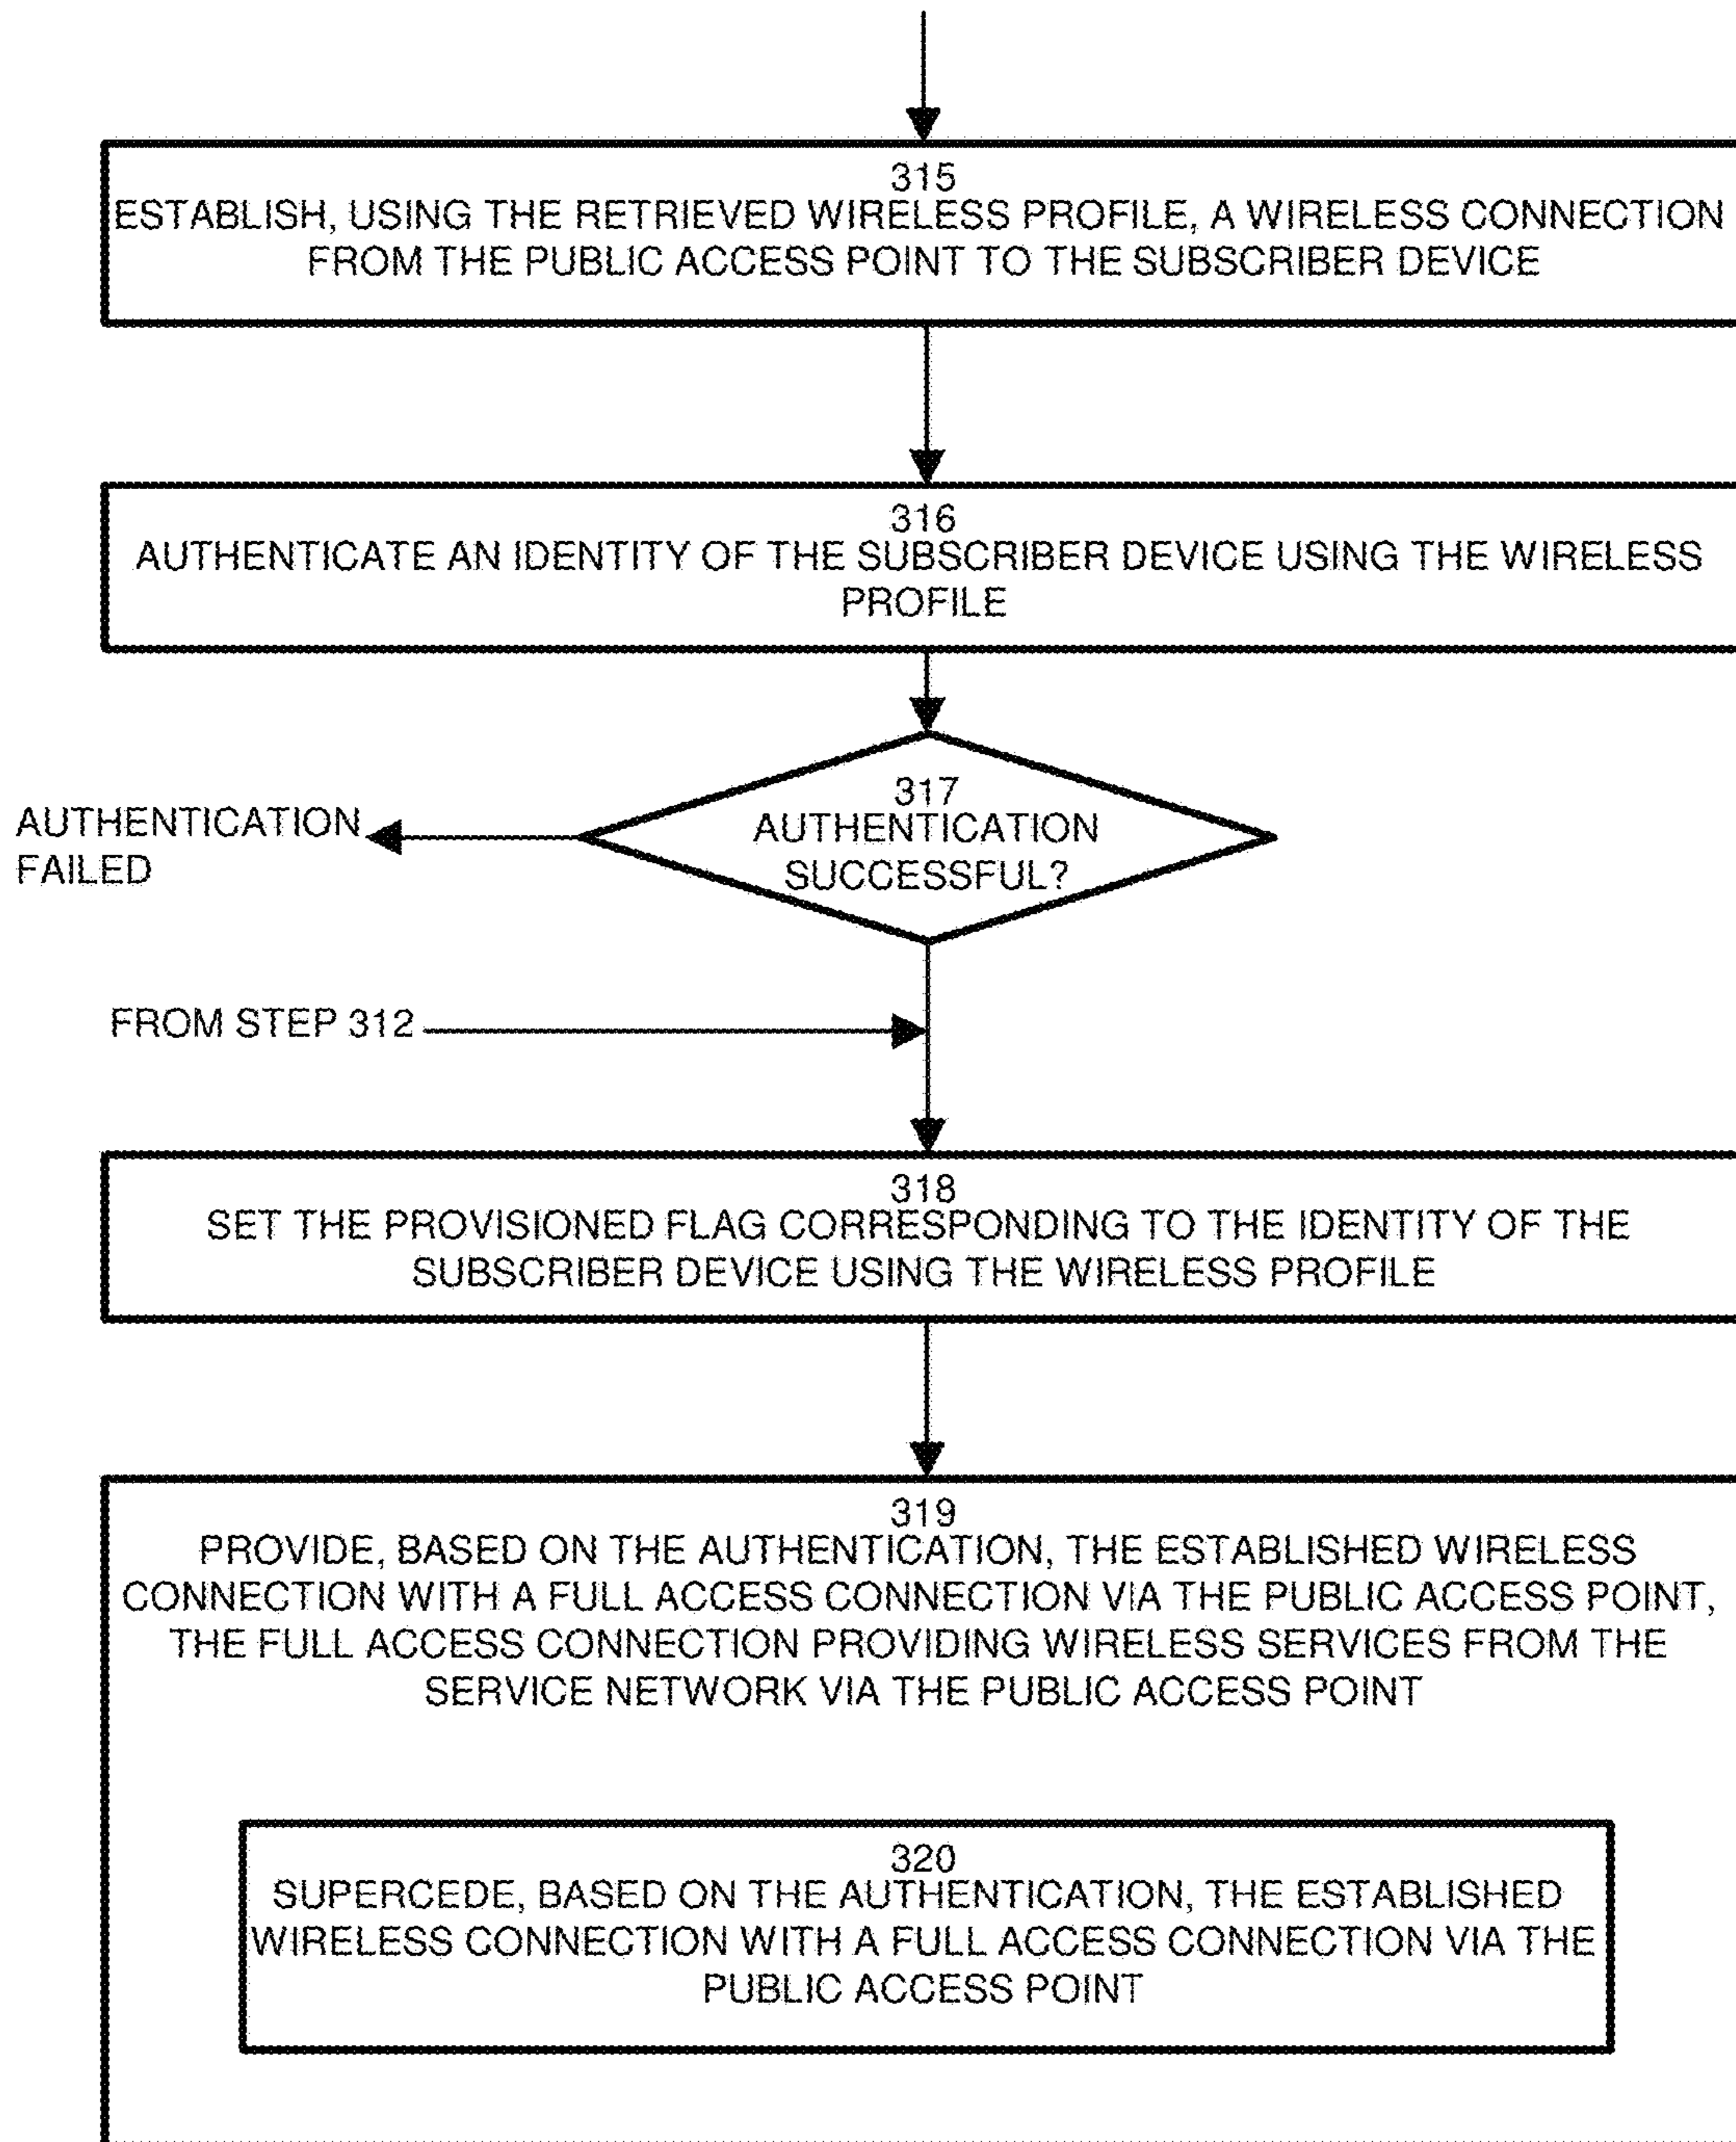 315
ESTABLISH, USING THE RETRIEVED WIRELESS PROFILE, A WIRELESS CONNECTION
FROM THE PUBLIC ACCESS POINT TO THE SUBSCRIBER DEVICE
316
AUTHENTICATE AN IDENTITY OF THE SUBSCRIBER DEVICE USING THE WIRELESS
PROFILE
317
AUTHENTICATION
SUCCESSFUL?
AUTHENTICATION
FAILED
FROM STEP 312
318
SET THE PROVISIONED FLAG CORRESPONDING TO THE IDENTITY OF THE
SUBSCRIBER DEVICE USING THE WIRELESS PROFILE
319
PROVIDE, BASED ON THE AUTHENTICATION, THE ESTABLISHED WIRELESS
CONNECTION WITH A FULL ACCESS CONNECTION VIA THE PUBLIC ACCESS POINT,
THE FULL ACCESS CONNECTION PROVIDING WIRELESS SERVICES FROM THE
SERVICE NETWORK VIA THE PUBLIC ACCESS POINT
320
SUPERCEDE, BASED ON THE AUTHENTICATION, THE ESTABLISHED
WIRELESS CONNECTION WITH A FULL ACCESS CONNECTION VIA THE
PUBLIC ACCESS POINT